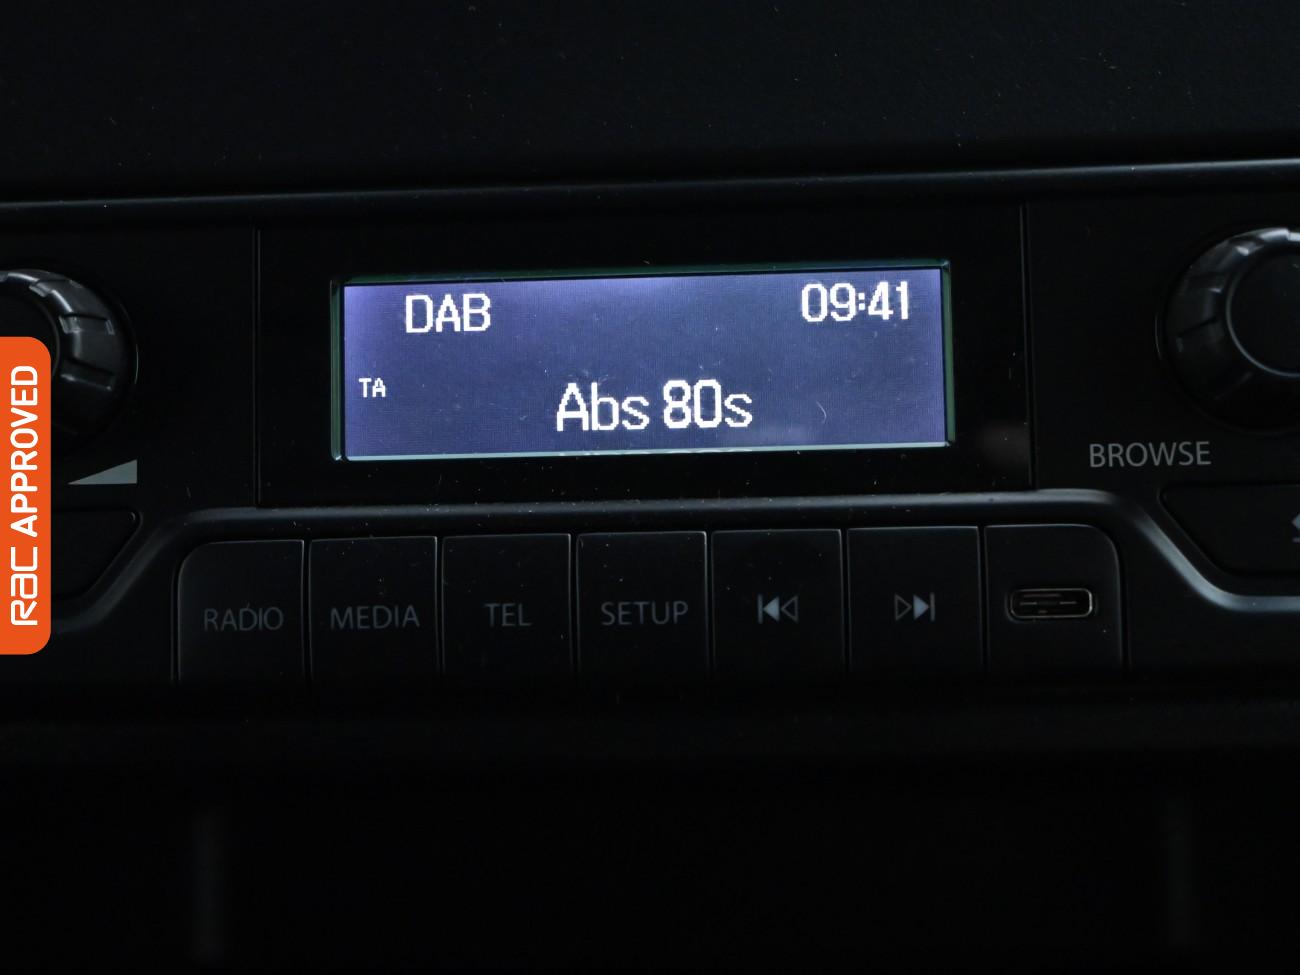 DAB 09:41
TA
Abs 80s
BROWSE
RADIO MEDIA TEL SETUP
RAC APPROVED